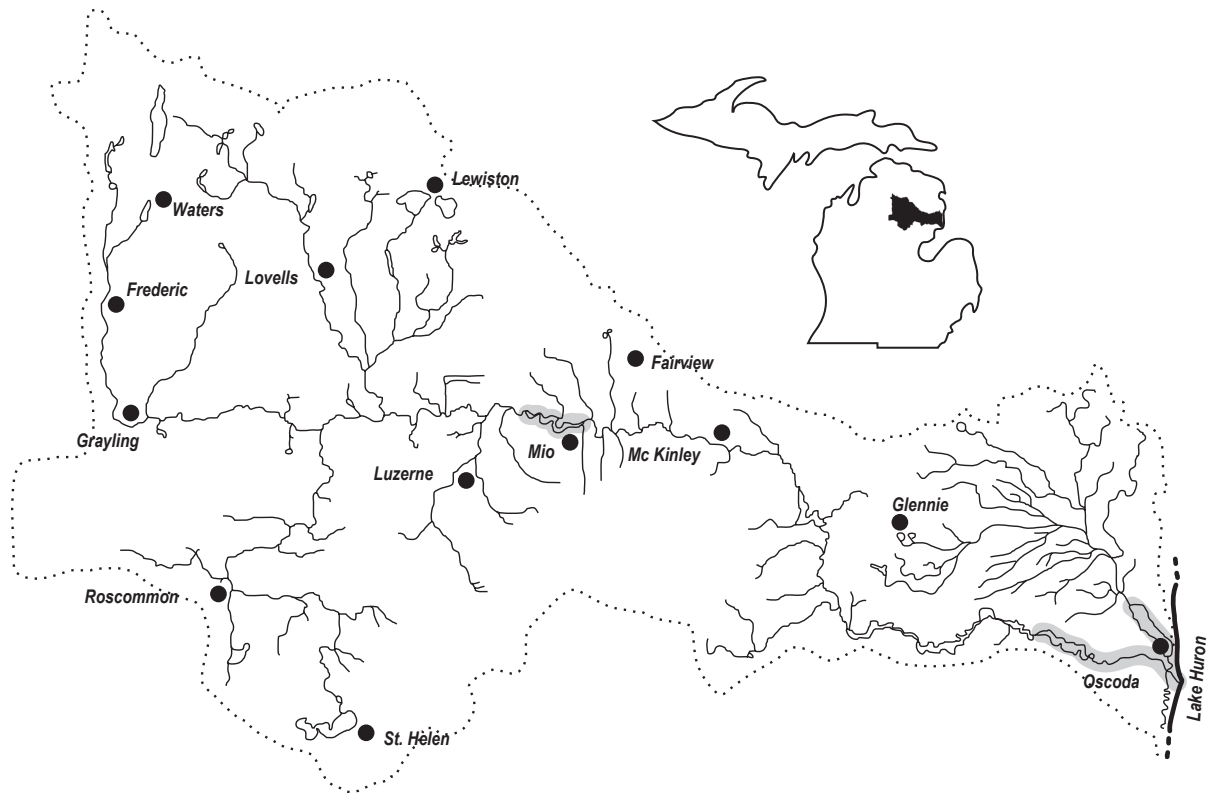 Lewiston
Waters
Lovells
Frederic
Fairview
Grayling
Mio
Mc Kinley
Luzerne
Glennie
Roscommon
Oscoda
Lake Huron
St. Helen